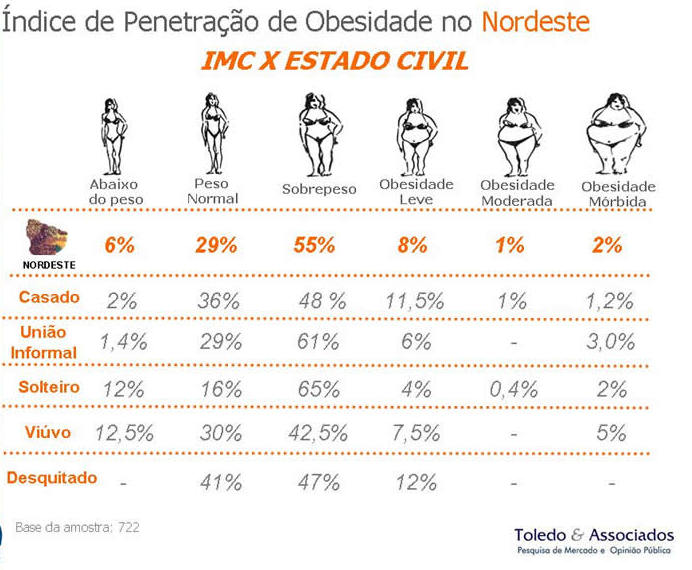 Índice de Penetração de Obesidade no Nordeste
IMC X ESTADO CIVIL
Abaixo do peso
Peso Normal
Sobrepeso
Obesidade Leve
Obesidade Moderada
Obesidade Mórbida
NORDESTE 6% 29% 55% 8% 1% 2%
Casado 2% 36% 48 % 11,5% 1% 1,2%
União Informal 1,4% 29% 61% 6% - 3,0%
Solteiro 12% 16% 65% 4% 0,4% 2%
Viúvo 12,5% 30% 42,5% 7,5% - 5%
Desquitado - 41% 47% 12% - -
Base da amostra: 722
Toledo & Associados
Pesquisa de Mercado e Opinião Pública